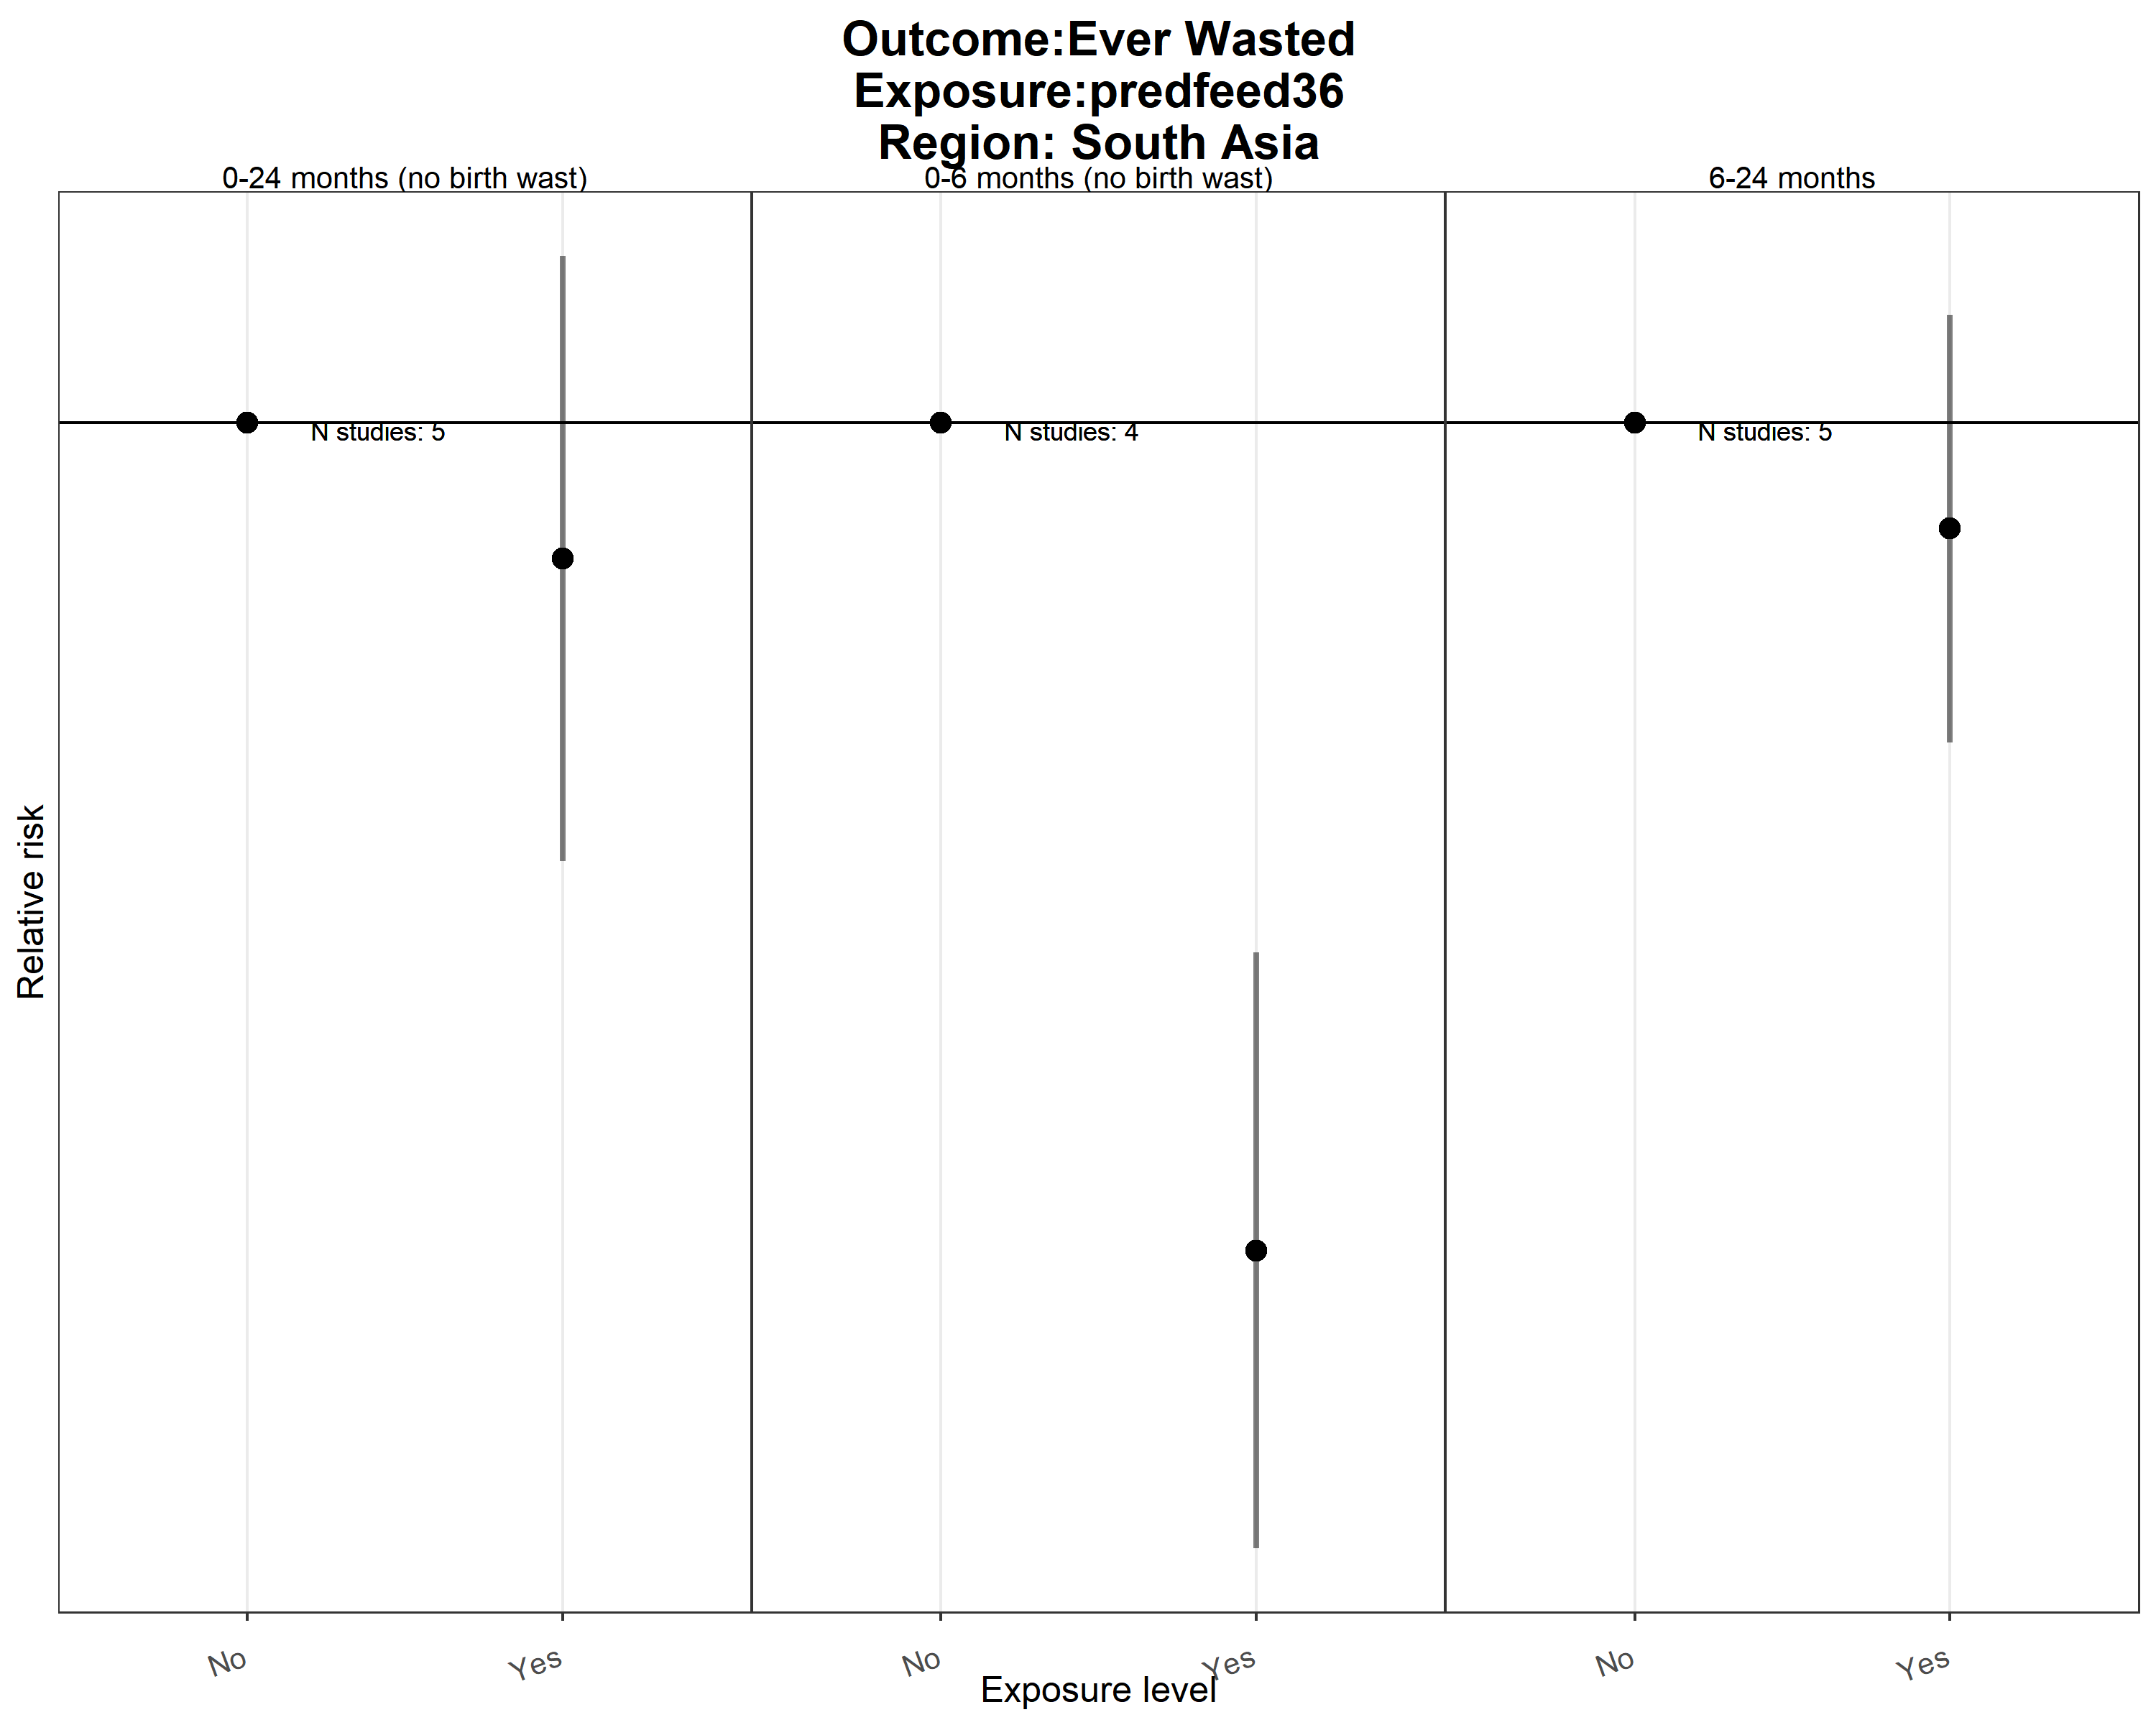 Outcome:Ever Wasted
Exposure:predfeed36
Region: South Asia
0-24 months (no birth wast)
0-6 months (no birth wast)
6-24 months
N studies: 5
N studies: 4
N studies: 5
Relative risk
No
Yes
No
Yes
No
Yes
Exposure level